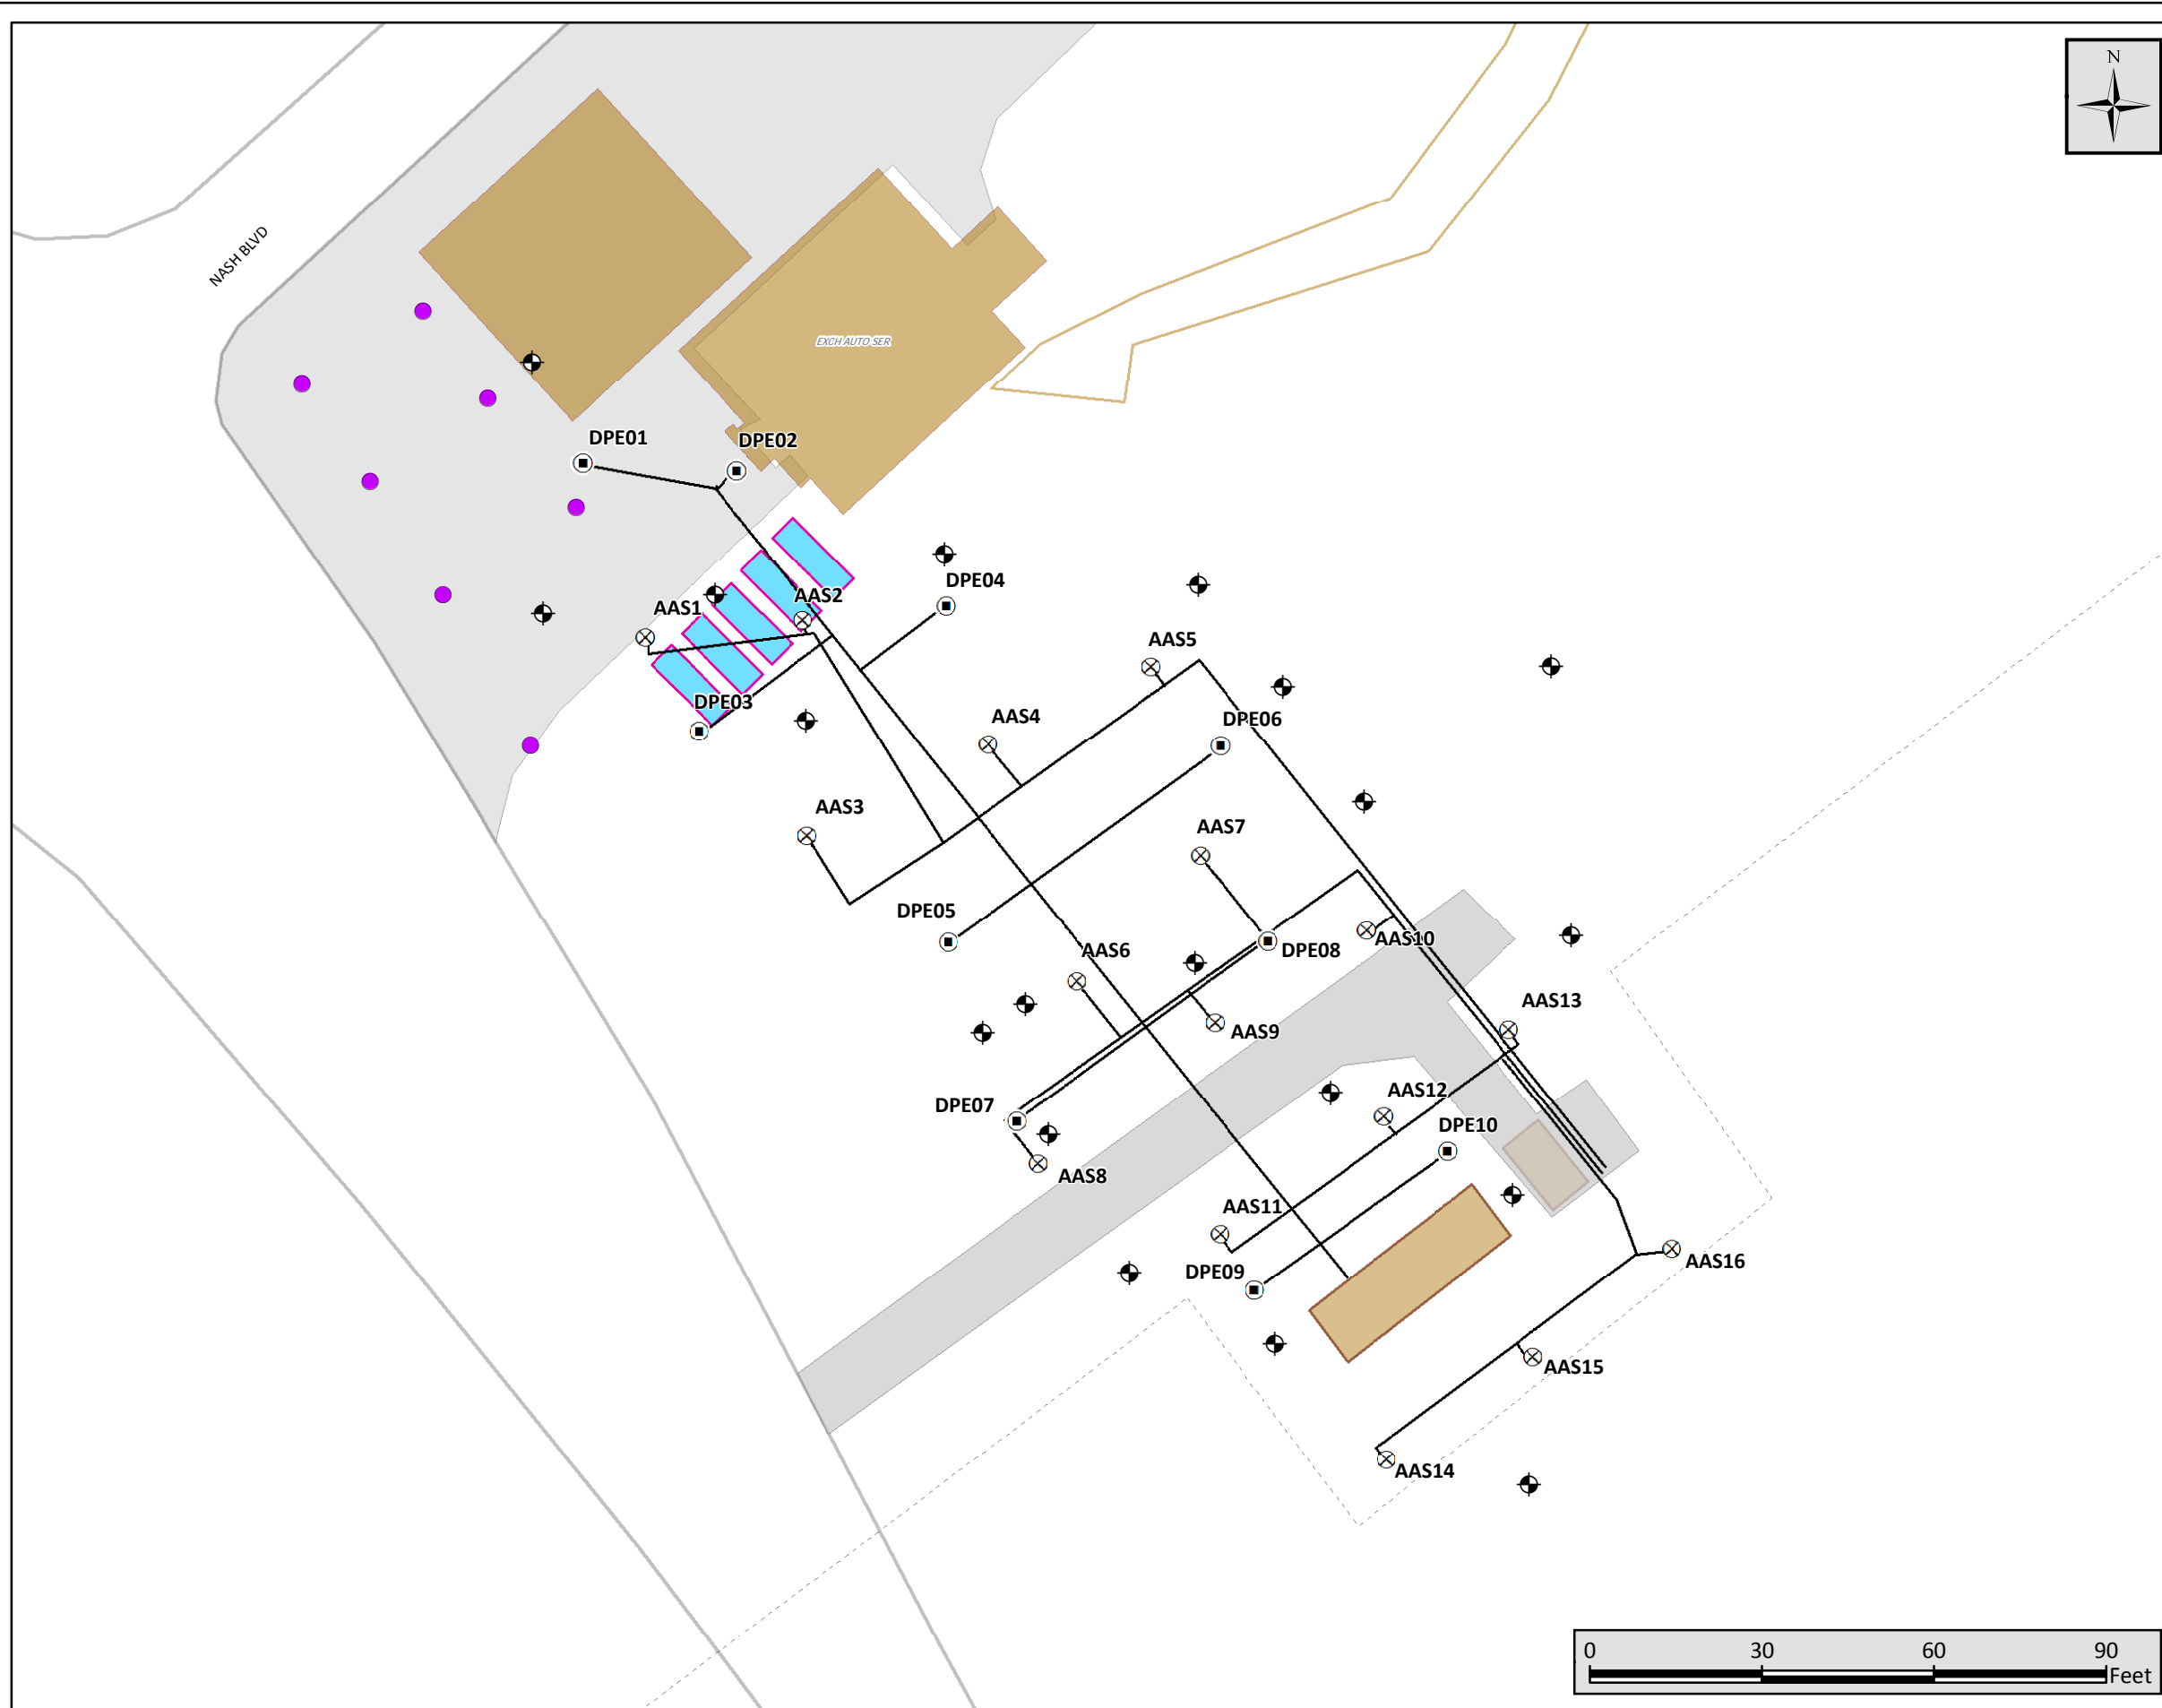 N
NASH BLVD
EXCH AUTO SER
DPE01
DPE02
DPE04
AAS1
AAS2
AAS5
DPE03
AAS4
DPE06
AAS3
AAS7
DPE05
AAS6
DPE08
AAS10
AAS9
AAS13
DPE07
AAS12
DPE10
AAS8
AAS11
DPE09
AAS16
AAS15
AAS14
0 30 60 90
Feet